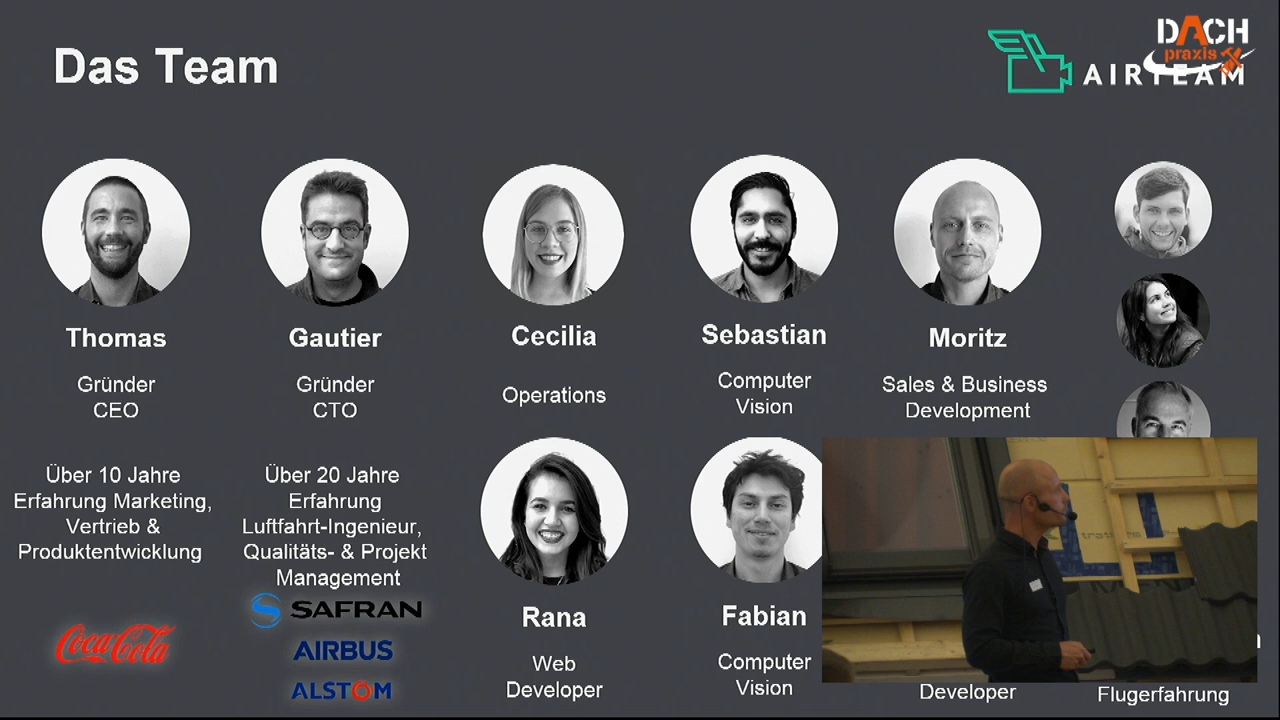 Das Team
DACH
praxis
AIRTEAM
Thomas
Gründer
CEO
Über 10 Jahre
Erfahrung Marketing,
Vertrieb &
Produktentwicklung
Coca-Cola
Gautier
Gründer
CTO
Über 20 Jahre
Erfahrung
Luftfahrt-Ingenieur,
Qualitäts- & Projekt
Management
SAFRAN
AIRBUS
ALSTOM
Cecilia
Operations
Sebastian
Computer
Vision
Moritz
Sales & Business
Development
Rana
Web
Developer
Fabian
Computer
Vision
Developer
Flugerfahrung